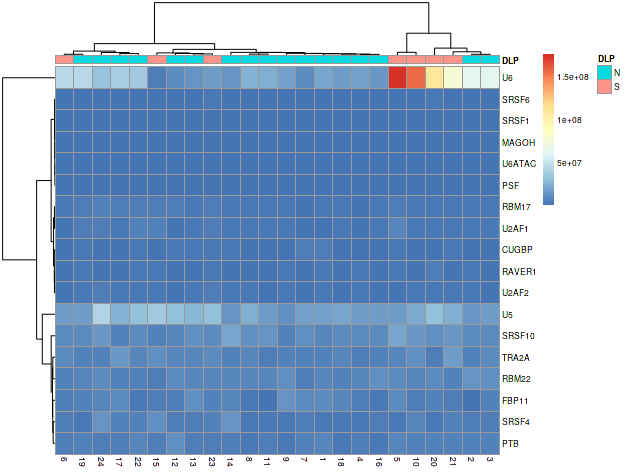 DLP
U6
SRSF6
SRSF1
MAGOH
U6ATAC
PSF
RBM17
U2AF1
CUGBP
RAVER1
U2AF2
U5
SRSF10
TRA2A
RBM22
FBP11
SRSF4
PTB
6 19 24 17 22 15 12 13 23 14 8 11 9 7 1 18 4 16 5 10 20 21 2 3
1.5e+08
1e+08
5e+07
DLP
N
S